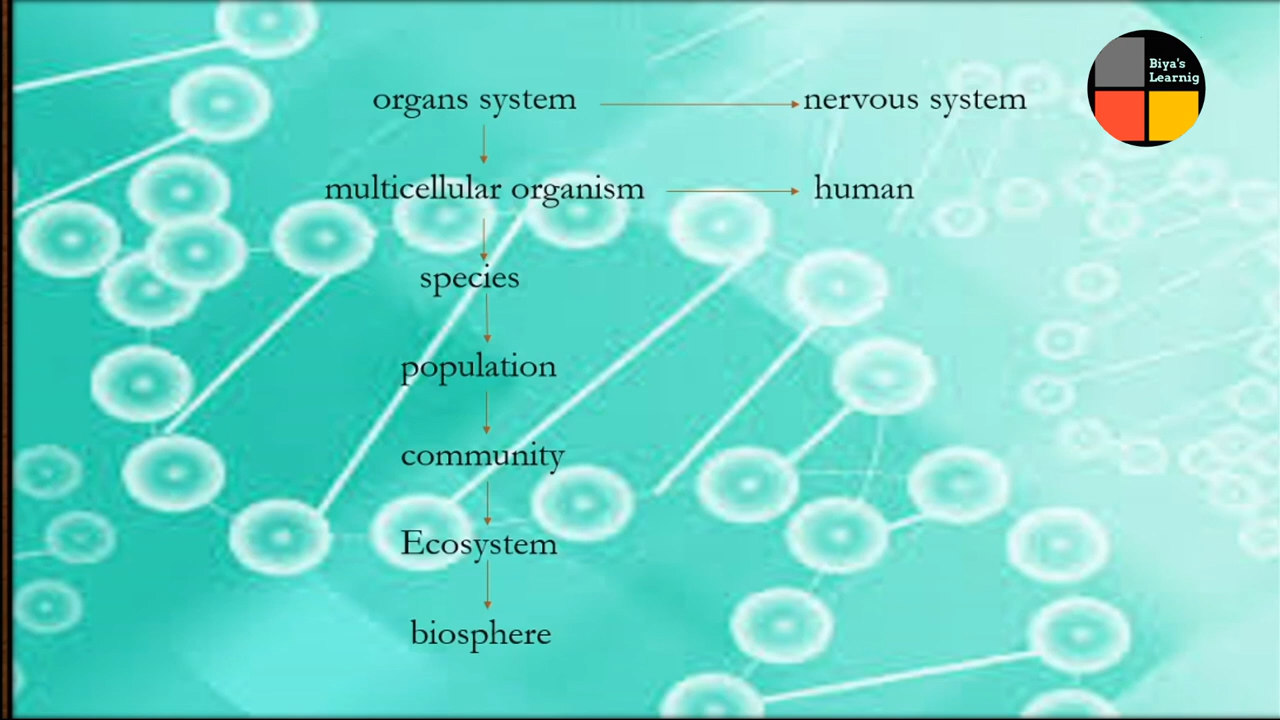 Biya's
Learnig
organs system nervous system
multicellular organism human
species
population
community
Ecosystem
biosphere